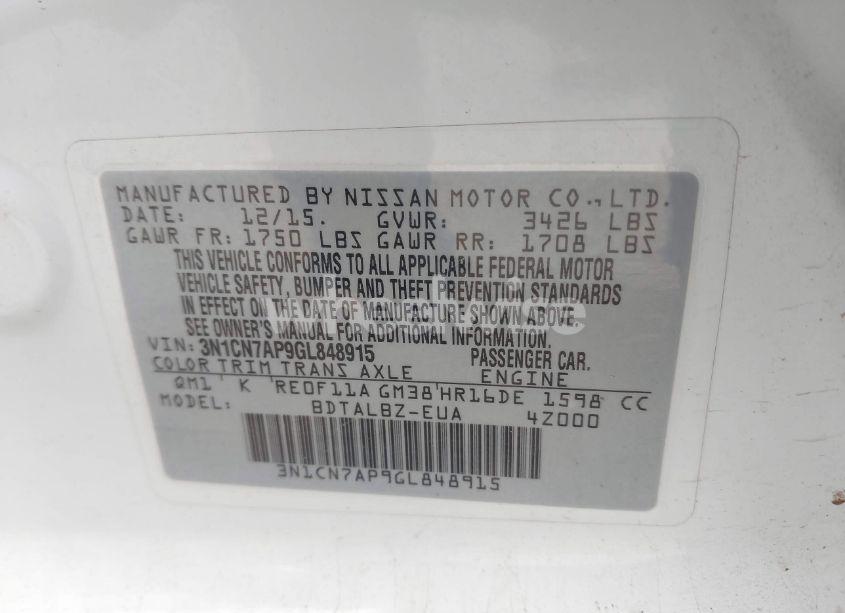 MANUFACTURED BY NISSAN MOTOR CO., LTD.
DATE: 12/15. GVWR: 3426 LBS
GAWR FR: 1750 LBS GAWR RR: 1708 LBS
THIS VEHICLE CONFORMS TO ALL APPLICABLE FEDERAL MOTOR
VEHICLE SAFETY, BUMPER AND THEFT PREVENTION STANDARDS
IN EFFECT ON THE DATE OF MANUFACTURE SHOWN ABOVE.
SEE OWNER'S MANUAL FOR ADDITIONAL INFORMATION.
VIN: 3N1CN7AP9GL848915 PASSENGER CAR.
COLOR TRIM TRANS AXLE ENGINE
QM1 ' K 'RE0F11A GM38'HR16DE 1598 CC
MODEL: BDTALBZ-EUA 4Z000
3N1CN7AP9GL848915